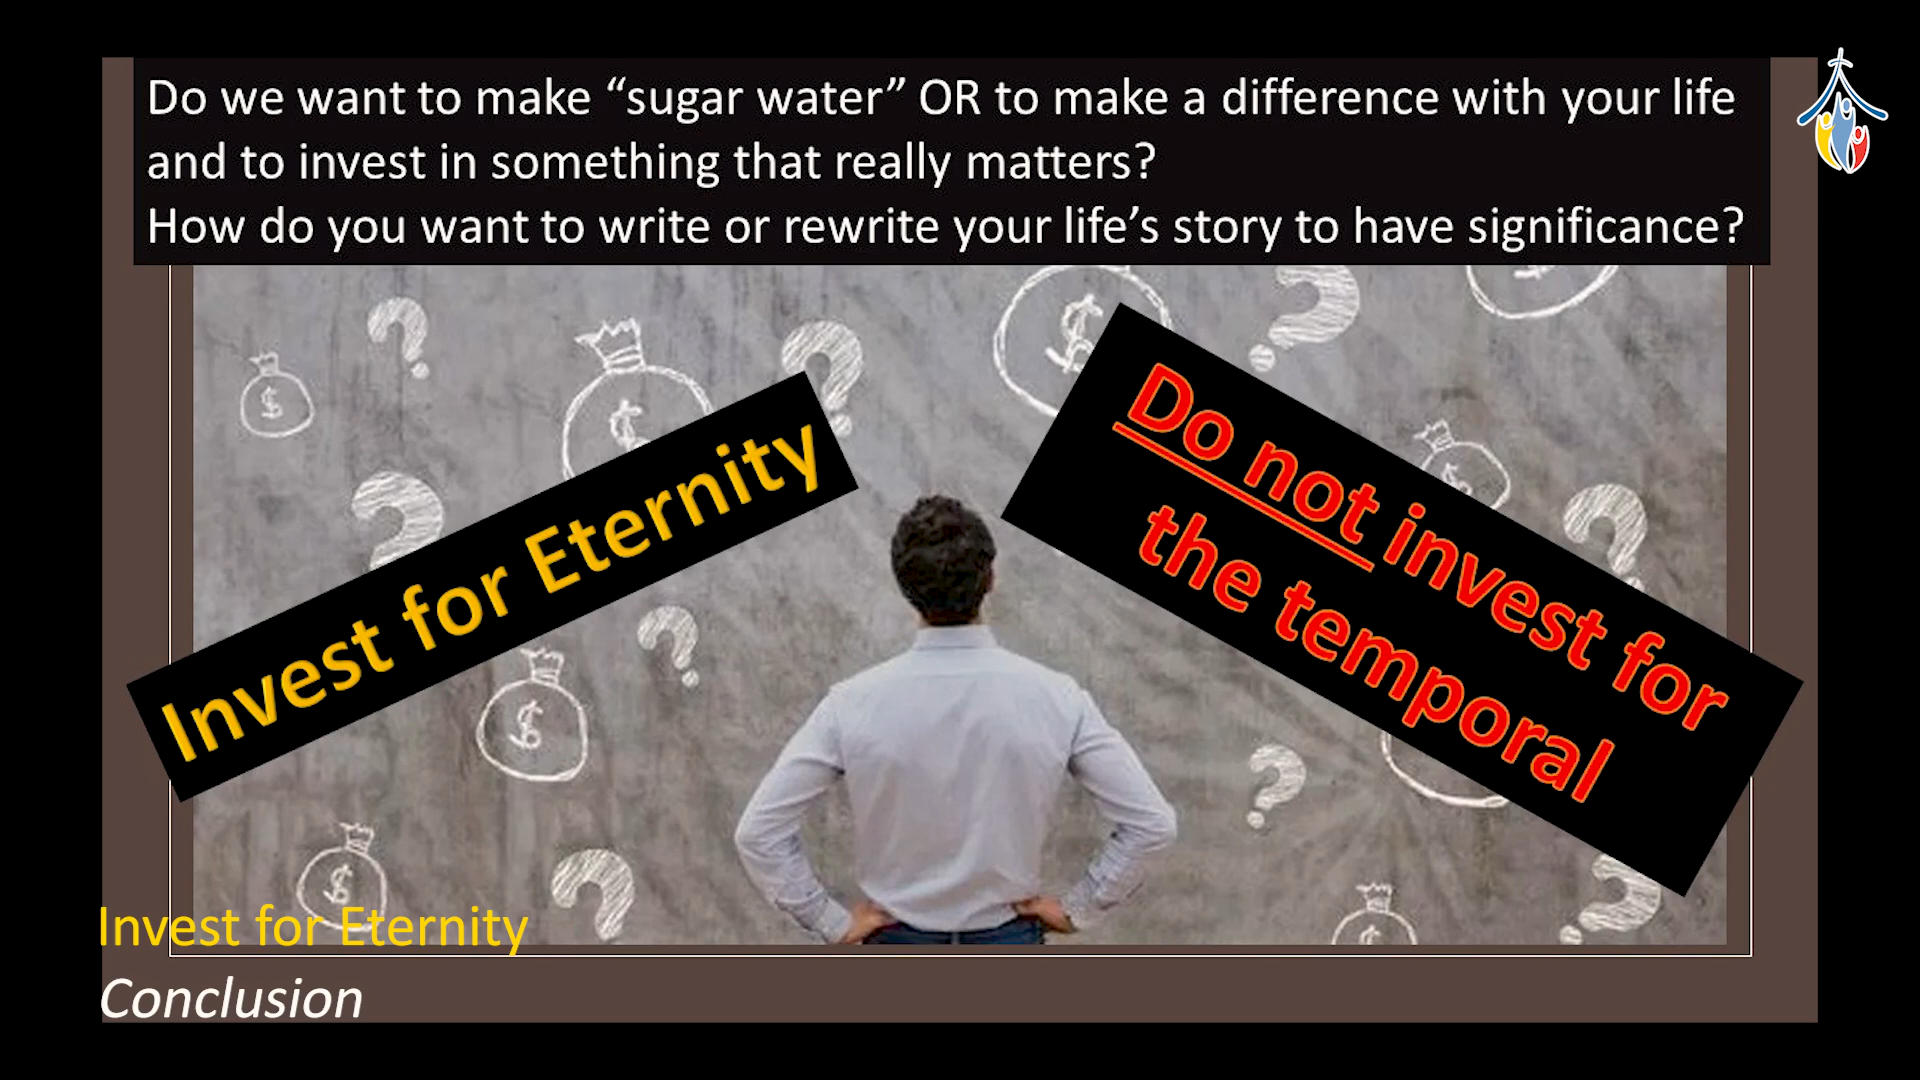 Do we want to make “sugar water” OR to make a difference with your life
and to invest in something that really matters?
How do you want to write or rewrite your life’s story to have significance?
Invest for Eternity
Do not invest for
the temporal
Invest for Eternity
Conclusion